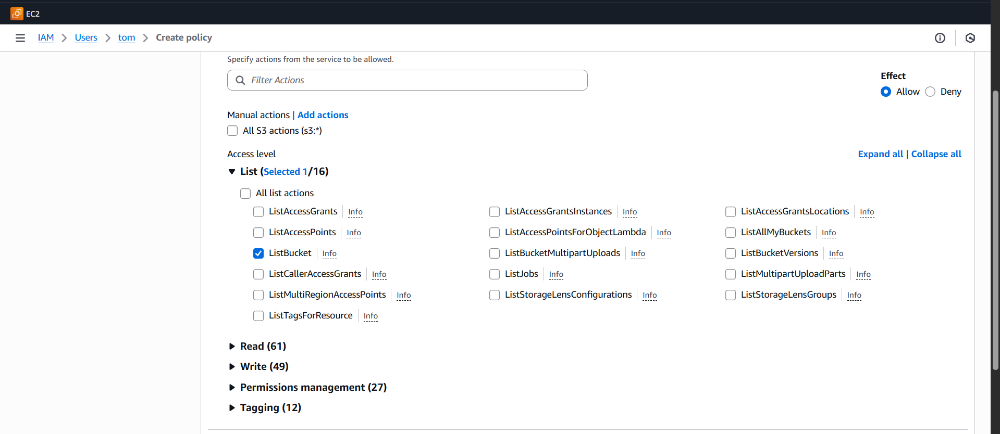 EC2
IAM > Users > tom > Create policy
Specify actions from the service to be allowed.
Filter Actions
Effect
Allow Deny
Manual actions | Add actions
All S3 actions (s3:*)
Access level
Expand all | Collapse all
List (Selected 1/16)
All list actions
ListAccessGrants Info ListAccessGrantsInstances Info ListAccessGrantsLocations Info
ListAccessPoints Info ListAccessPointsForObjectLambda Info ListAllMyBuckets Info
ListBucket Info ListBucketMultipartUploads Info ListBucketVersions Info
ListCallerAccessGrants Info ListJobs Info ListMultipartUploadParts Info
ListMultiRegionAccessPoints Info ListStorageLensConfigurations Info ListStorageLensGroups Info
ListTagsForResource Info
Read (61)
Write (49)
Permissions management (27)
Tagging (12)